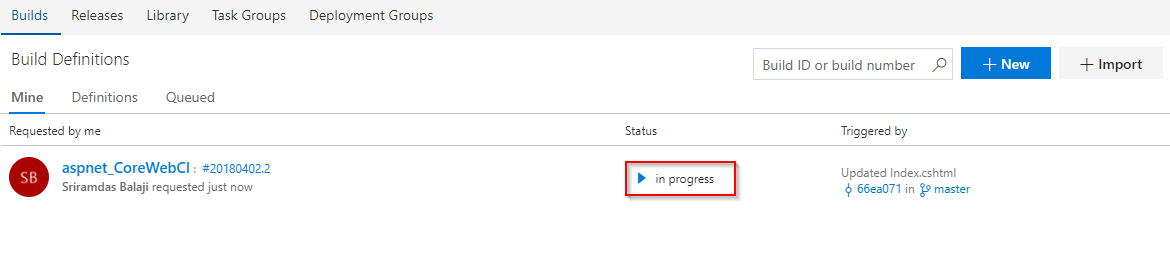 Builds Releases Library Task Groups Deployment Groups
Build Definitions
Build ID or build number
+ New
+ Import
Mine Definitions Queued
Requested by me Status Triggered by
SB
aspnet_CoreWebCI : #20180402.2
Sriramdas Balaji requested just now
in progress
Updated Index.cshtml
66ea071 in master